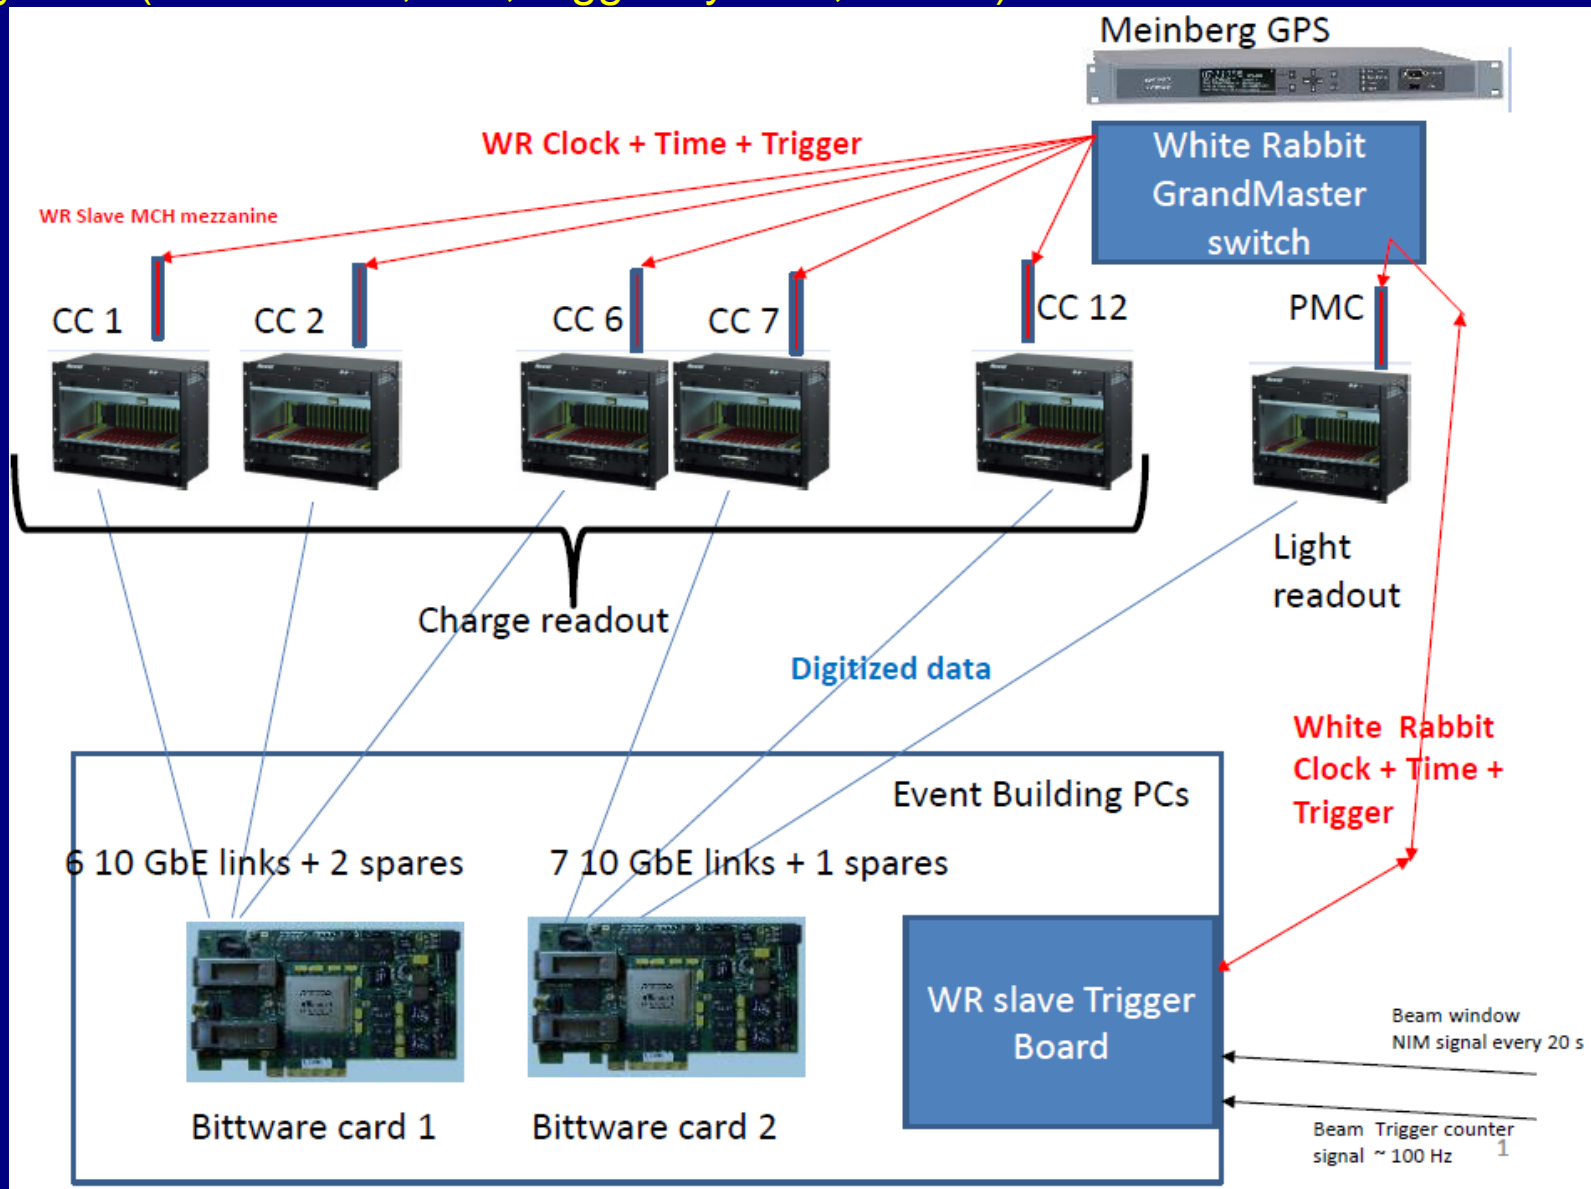 Meinberg GPS
WR Clock + Time + Trigger
White Rabbit
GrandMaster
switch
WR Slave MCH mezzanine
CC 1
CC 2
CC 6
CC 7
CC 12
PMC
Light
readout
Charge readout
Digitized data
White Rabbit
Clock + Time +
Trigger
Event Building PCs
6 10 GbE links + 2 spares
7 10 GbE links + 1 spares
WR slave Trigger
Board
Beam window
NIM signal every 20 s
Bittware card 1
Bittware card 2
Beam Trigger counter
signal ~ 100 Hz
1